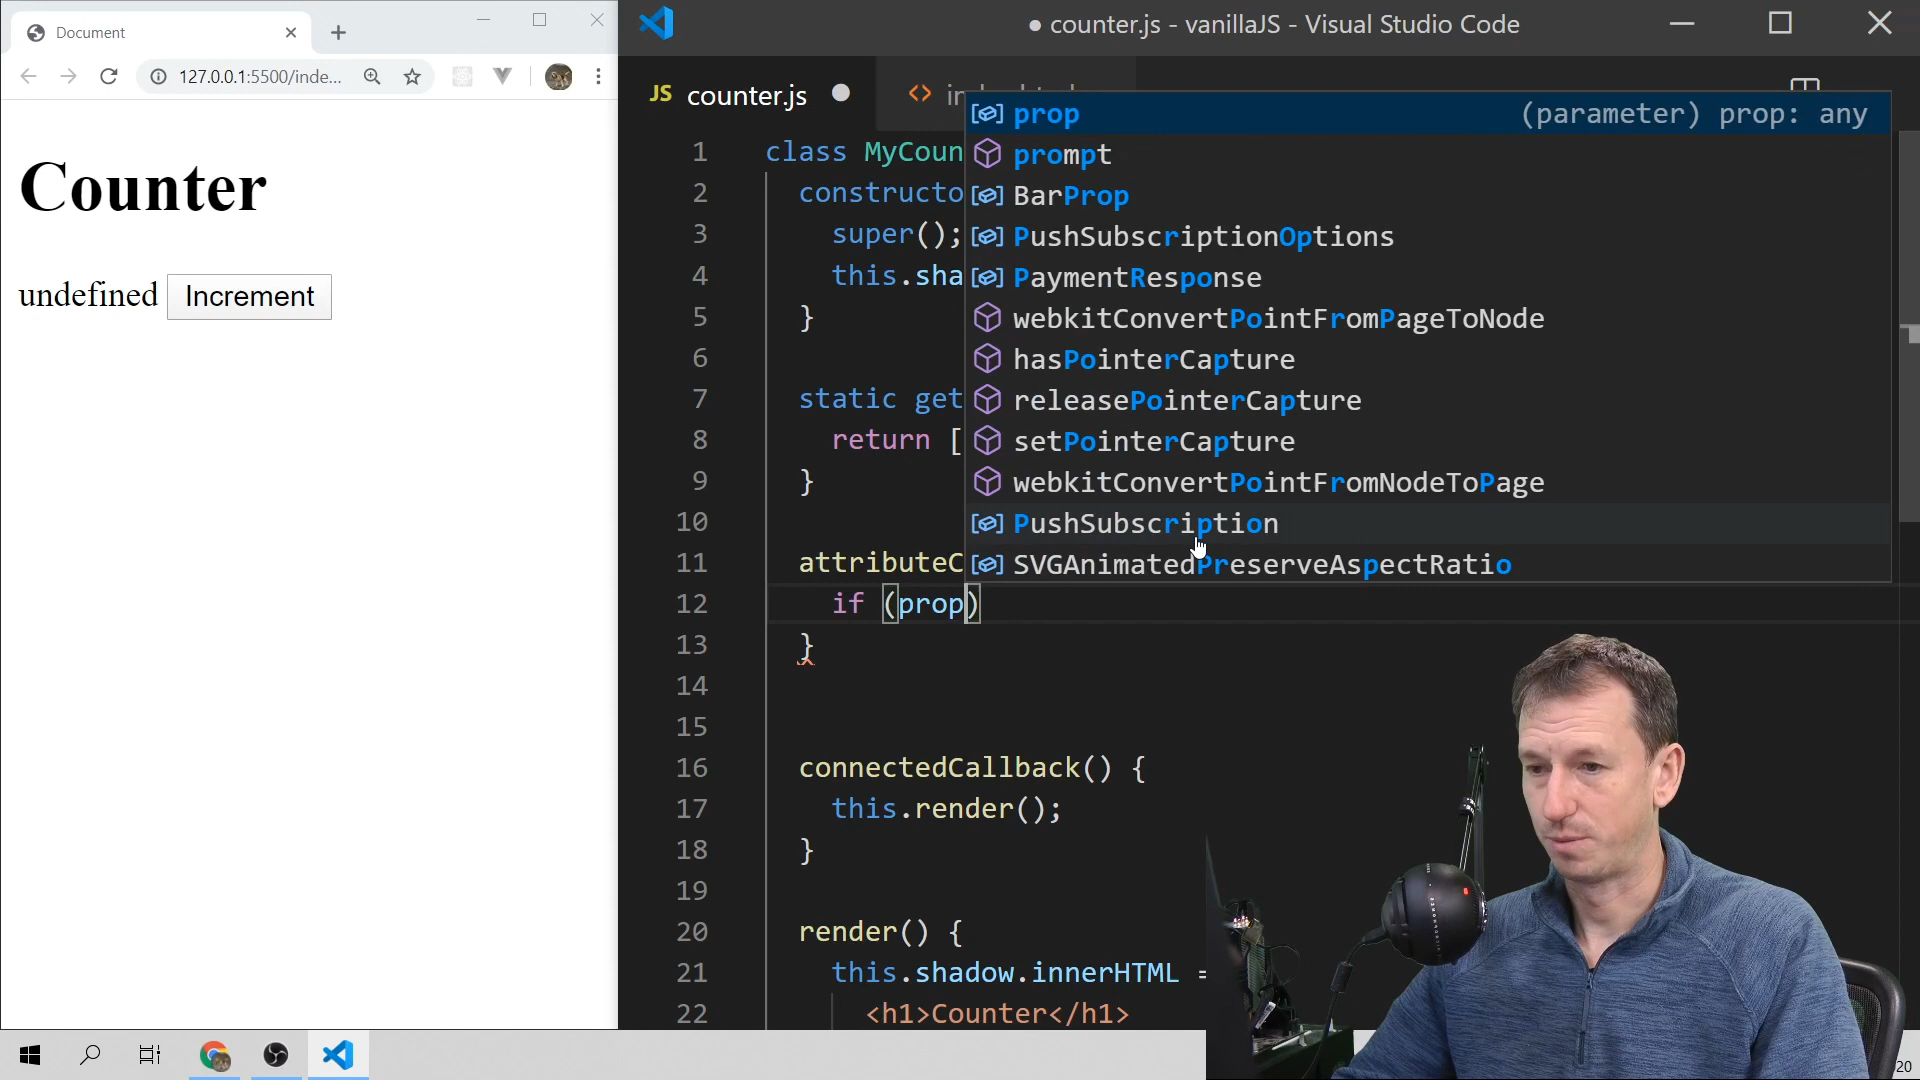 Document
127.0.0.1:5500/inde...
Counter
undefined Increment
counter.js - vanillaJS - Visual Studio Code
JS counter.js
prop (parameter) prop: any
prompt
BarProp
PushSubscriptionOptions
PaymentResponse
webkitConvertPointFromPageToNode
hasPointerCapture
releasePointerCapture
setPointerCapture
webkitConvertPointFromNodeToPage
PushSubscription
SVGAnimatedPreserveAspectRatio
1 class MyCoun
2 constructo
3 super();
4 this.sha
5 }
6
7 static get
8 return [
9 }
10
11 attributeC
12 if (prop)
13 }
14
15
16 connectedCallback() {
17 this.render();
18 }
19
20 render() {
21 this.shadow.innerHTML =
22 <h1>Counter</h1>
20